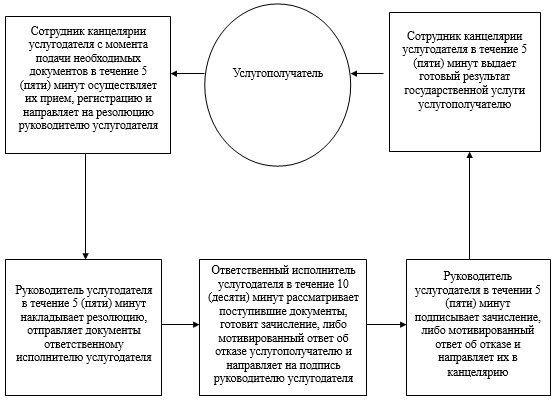 Сотрудник канцелярии
услугодателя с момента
подачи необходимых
документов в течение 5
(пяти) минут осуществляет
их прием, регистрацию и
направляет на резолюцию
руководителю услугодателя
Услугополучатель
Сотрудник канцелярии
услугодателя в течение 5
(пяти) минут выдает
готовый результат
государственной услуги
услугополучателю
Руководитель услугодателя
в течение 5 (пяти) минут
накладывает резолюцию,
отправляет документы
ответственному
исполнителю услугодателя
Ответственный исполнитель
услугодателя в течение 10
(десяти) минут рассматривает
поступившие документы,
готовит зачисление, либо
мотивированный ответ об
отказе услугополучателю и
направляет на подпись
руководителю услугодателя
Руководитель
услугодателя в течении 5
(пяти) минут
подписывает зачисление,
либо мотивированный
ответ об отказе и
направляет их в
канцелярию